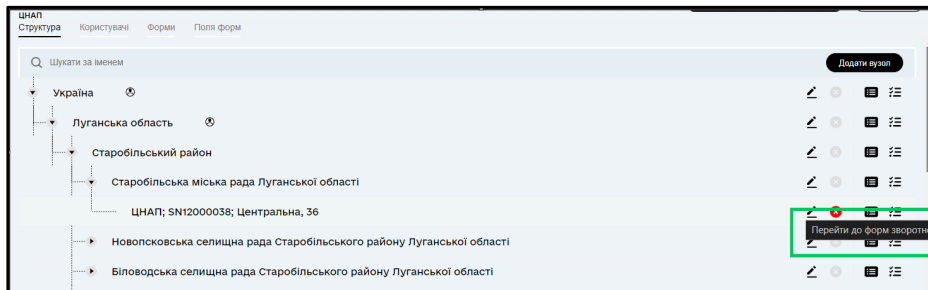 ЦНАП
Структура Користувачі Форми Поля форм
Шукати за іменем Додати вузол
Україна
Луганська область
Старобільський район
Старобільська міська рада Луганської області
ЦНАП; SN12000038; Центральна, 36
Перейти до форм зворотн
Новопсковська селищна рада Старобільського району Луганської області
Біловодська селищна рада Старобільського району Луганської області